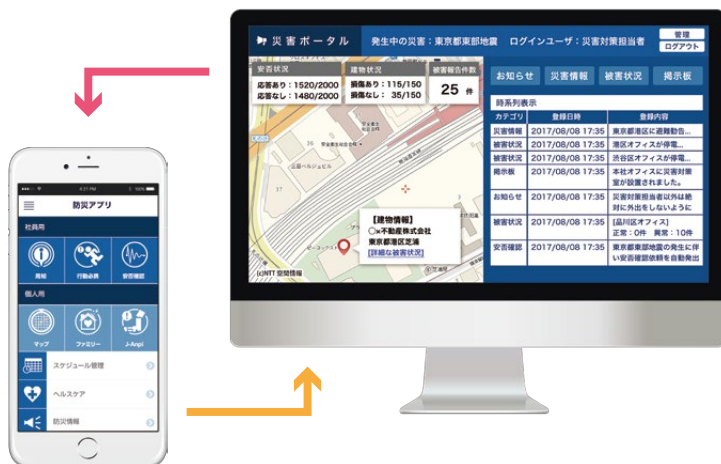 災害ポータル
発生中の災害：東京都東部地震 ログインユーザ：災害対策担当者
管理
ログアウト
安否状況
応答あり：1520/2000
応答なし：1480/2000
建物状況
損傷あり：115/150
損傷なし： 35/150
被害報告件数
25 件
お知らせ 災害情報 被害状況 掲示板
時系列表示
カテゴリ 登録日時 登録内容
災害情報 2017/08/08 17:35 東京都港区に避難勧告...
被害状況 2017/08/08 17:35 港区オフィスが停電...
被害状況 2017/08/08 17:35 渋谷区オフィスが停電...
掲示板 2017/08/08 17:35 本社オフィスに災害対策
室が設置されました。
お知らせ 2017/08/08 17:35 災害対策担当者以外は絶
対に外出をしないように
被害状況 2017/08/08 17:35 [品川区オフィス]
正常：0件 異常：10件
安否確認 2017/08/08 17:35 東京都東部地震の発生に伴
い安否確認依頼を自動発出
【建物情報】
○×不動産株式会社
東京都港区芝浦
[詳細な被害状況]
(c)NTT 空間情報
26
37
31
4:21 PM
防災アプリ
社員用
周知 行動必携 安否確認
個人用
マップ ファミリー J-Anpi
スケジュール管理
ヘルスケア
防災情報